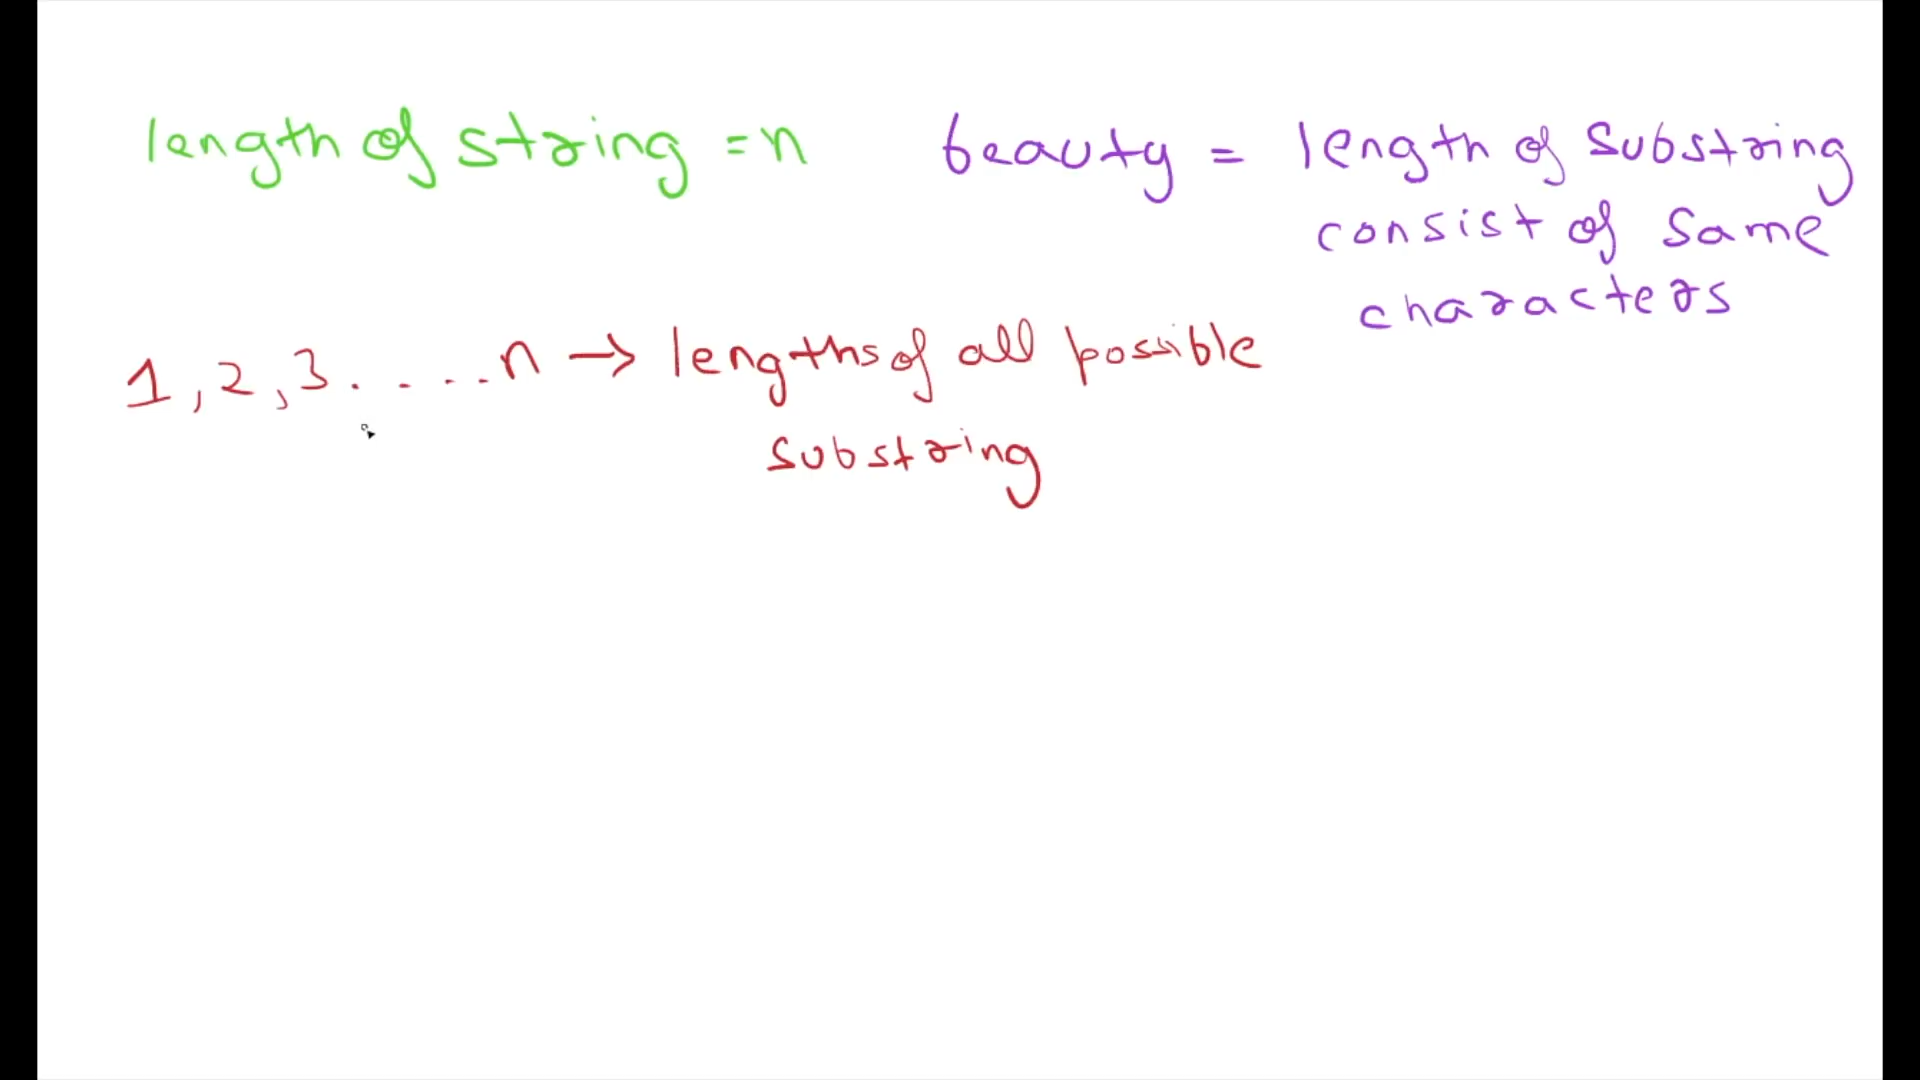 length of string = n
beauty = length of substring
consist of same
characters
1, 2, 3 . . . . . n → lengths of all possible
substring